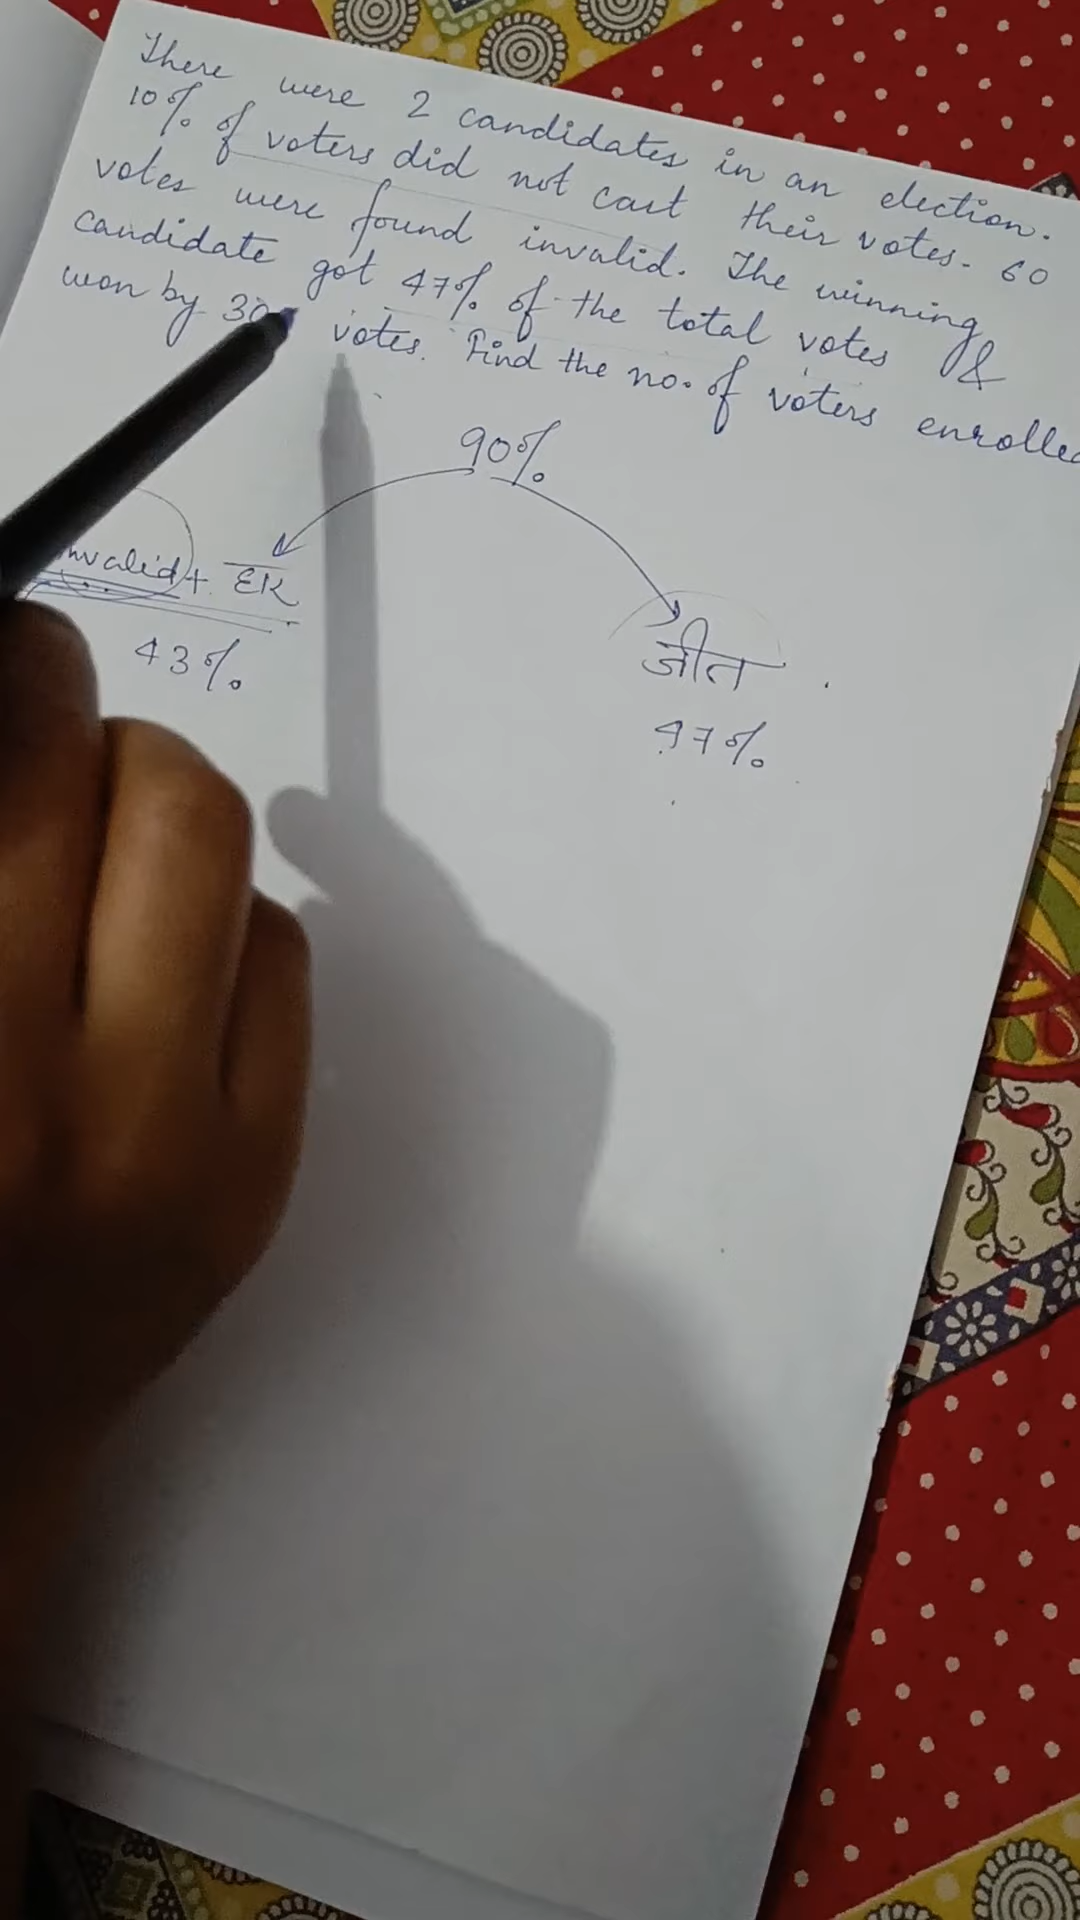 There were 2 candidates in an election.
10% of voters did not cast their votes. 60
votes were found invalid. The winning
candidate got 47% of the total votes &
won by votes. Find the no. of voters
90%
invalid + हार
जीत
43%
47%